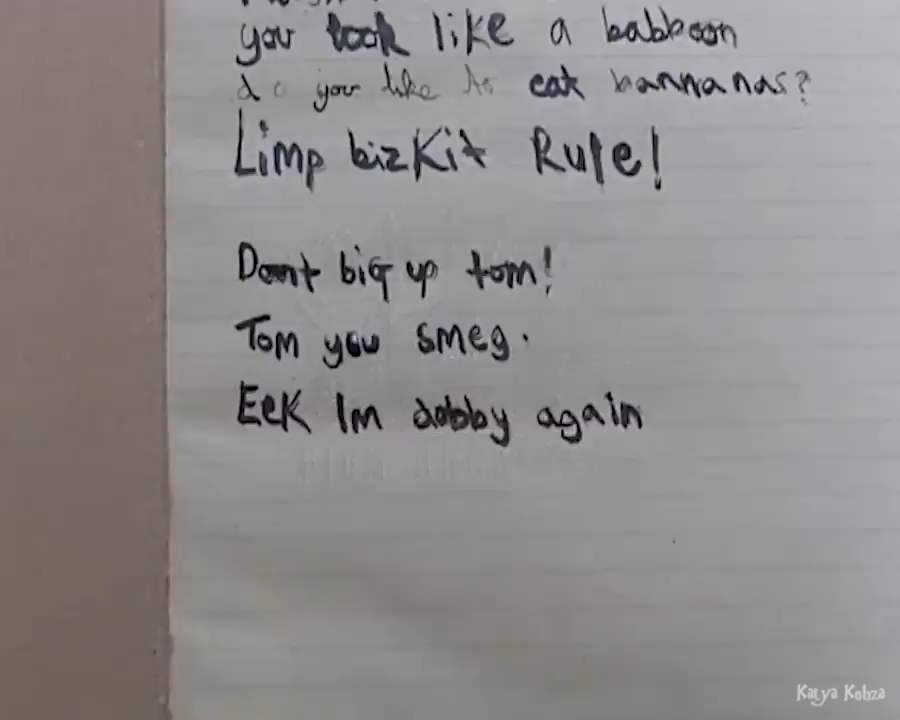 you look like a babboon
do you like to eat bannanas?
Limp bizkit Rule!
Dont big up tom!
Tom you smeg.
Eek Im dobby again
Katya Kobza